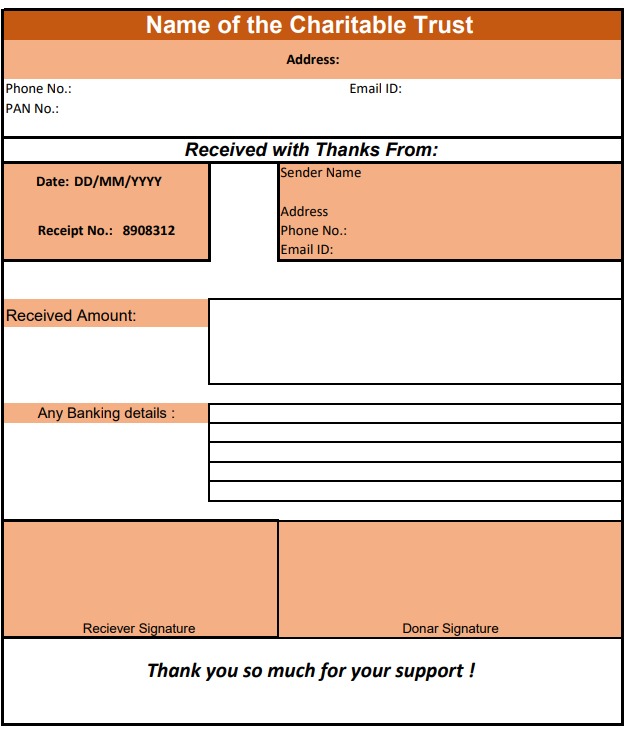 Name of the Charitable Trust
Address:
Phone No.: Email ID:
PAN No.:
Received with Thanks From:
Date: DD/MM/YYYY
Receipt No.: 8908312
Sender Name
Address
Phone No.:
Email ID:
Received Amount:
Any Banking details :
Reciever Signature Donar Signature
Thank you so much for your support !